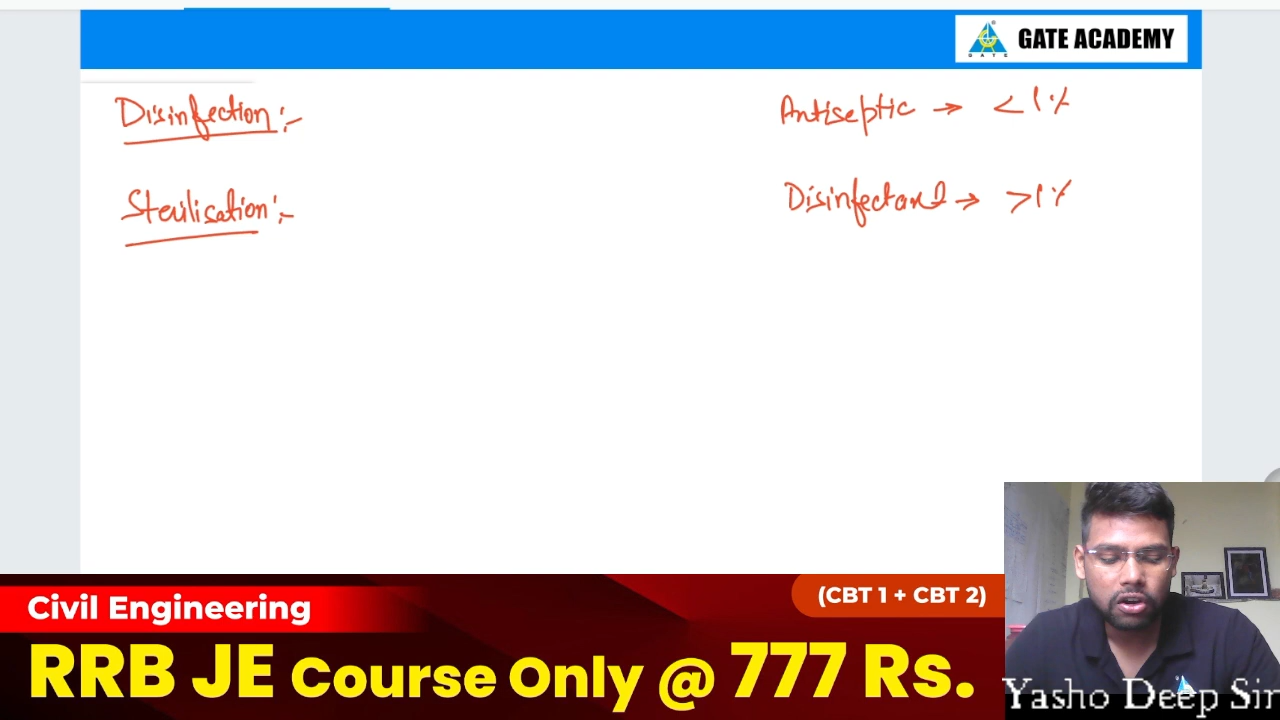 GATE ACADEMY
GATE
Disinfection :-
Antiseptic → < 1%
Sterilisation :-
Disinfectant → > 1%
Civil Engineering
(CBT 1 + CBT 2)
RRB JE Course Only @ 777 Rs.
Yasho Deep Sir